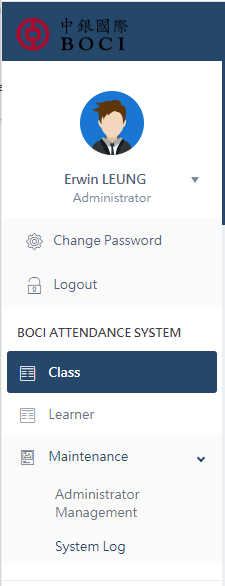 中銀國際
BOCI
Erwin LEUNG
Administrator
Change Password
Logout
BOCI ATTENDANCE SYSTEM
Class
Learner
Maintenance
Administrator
Management
System Log